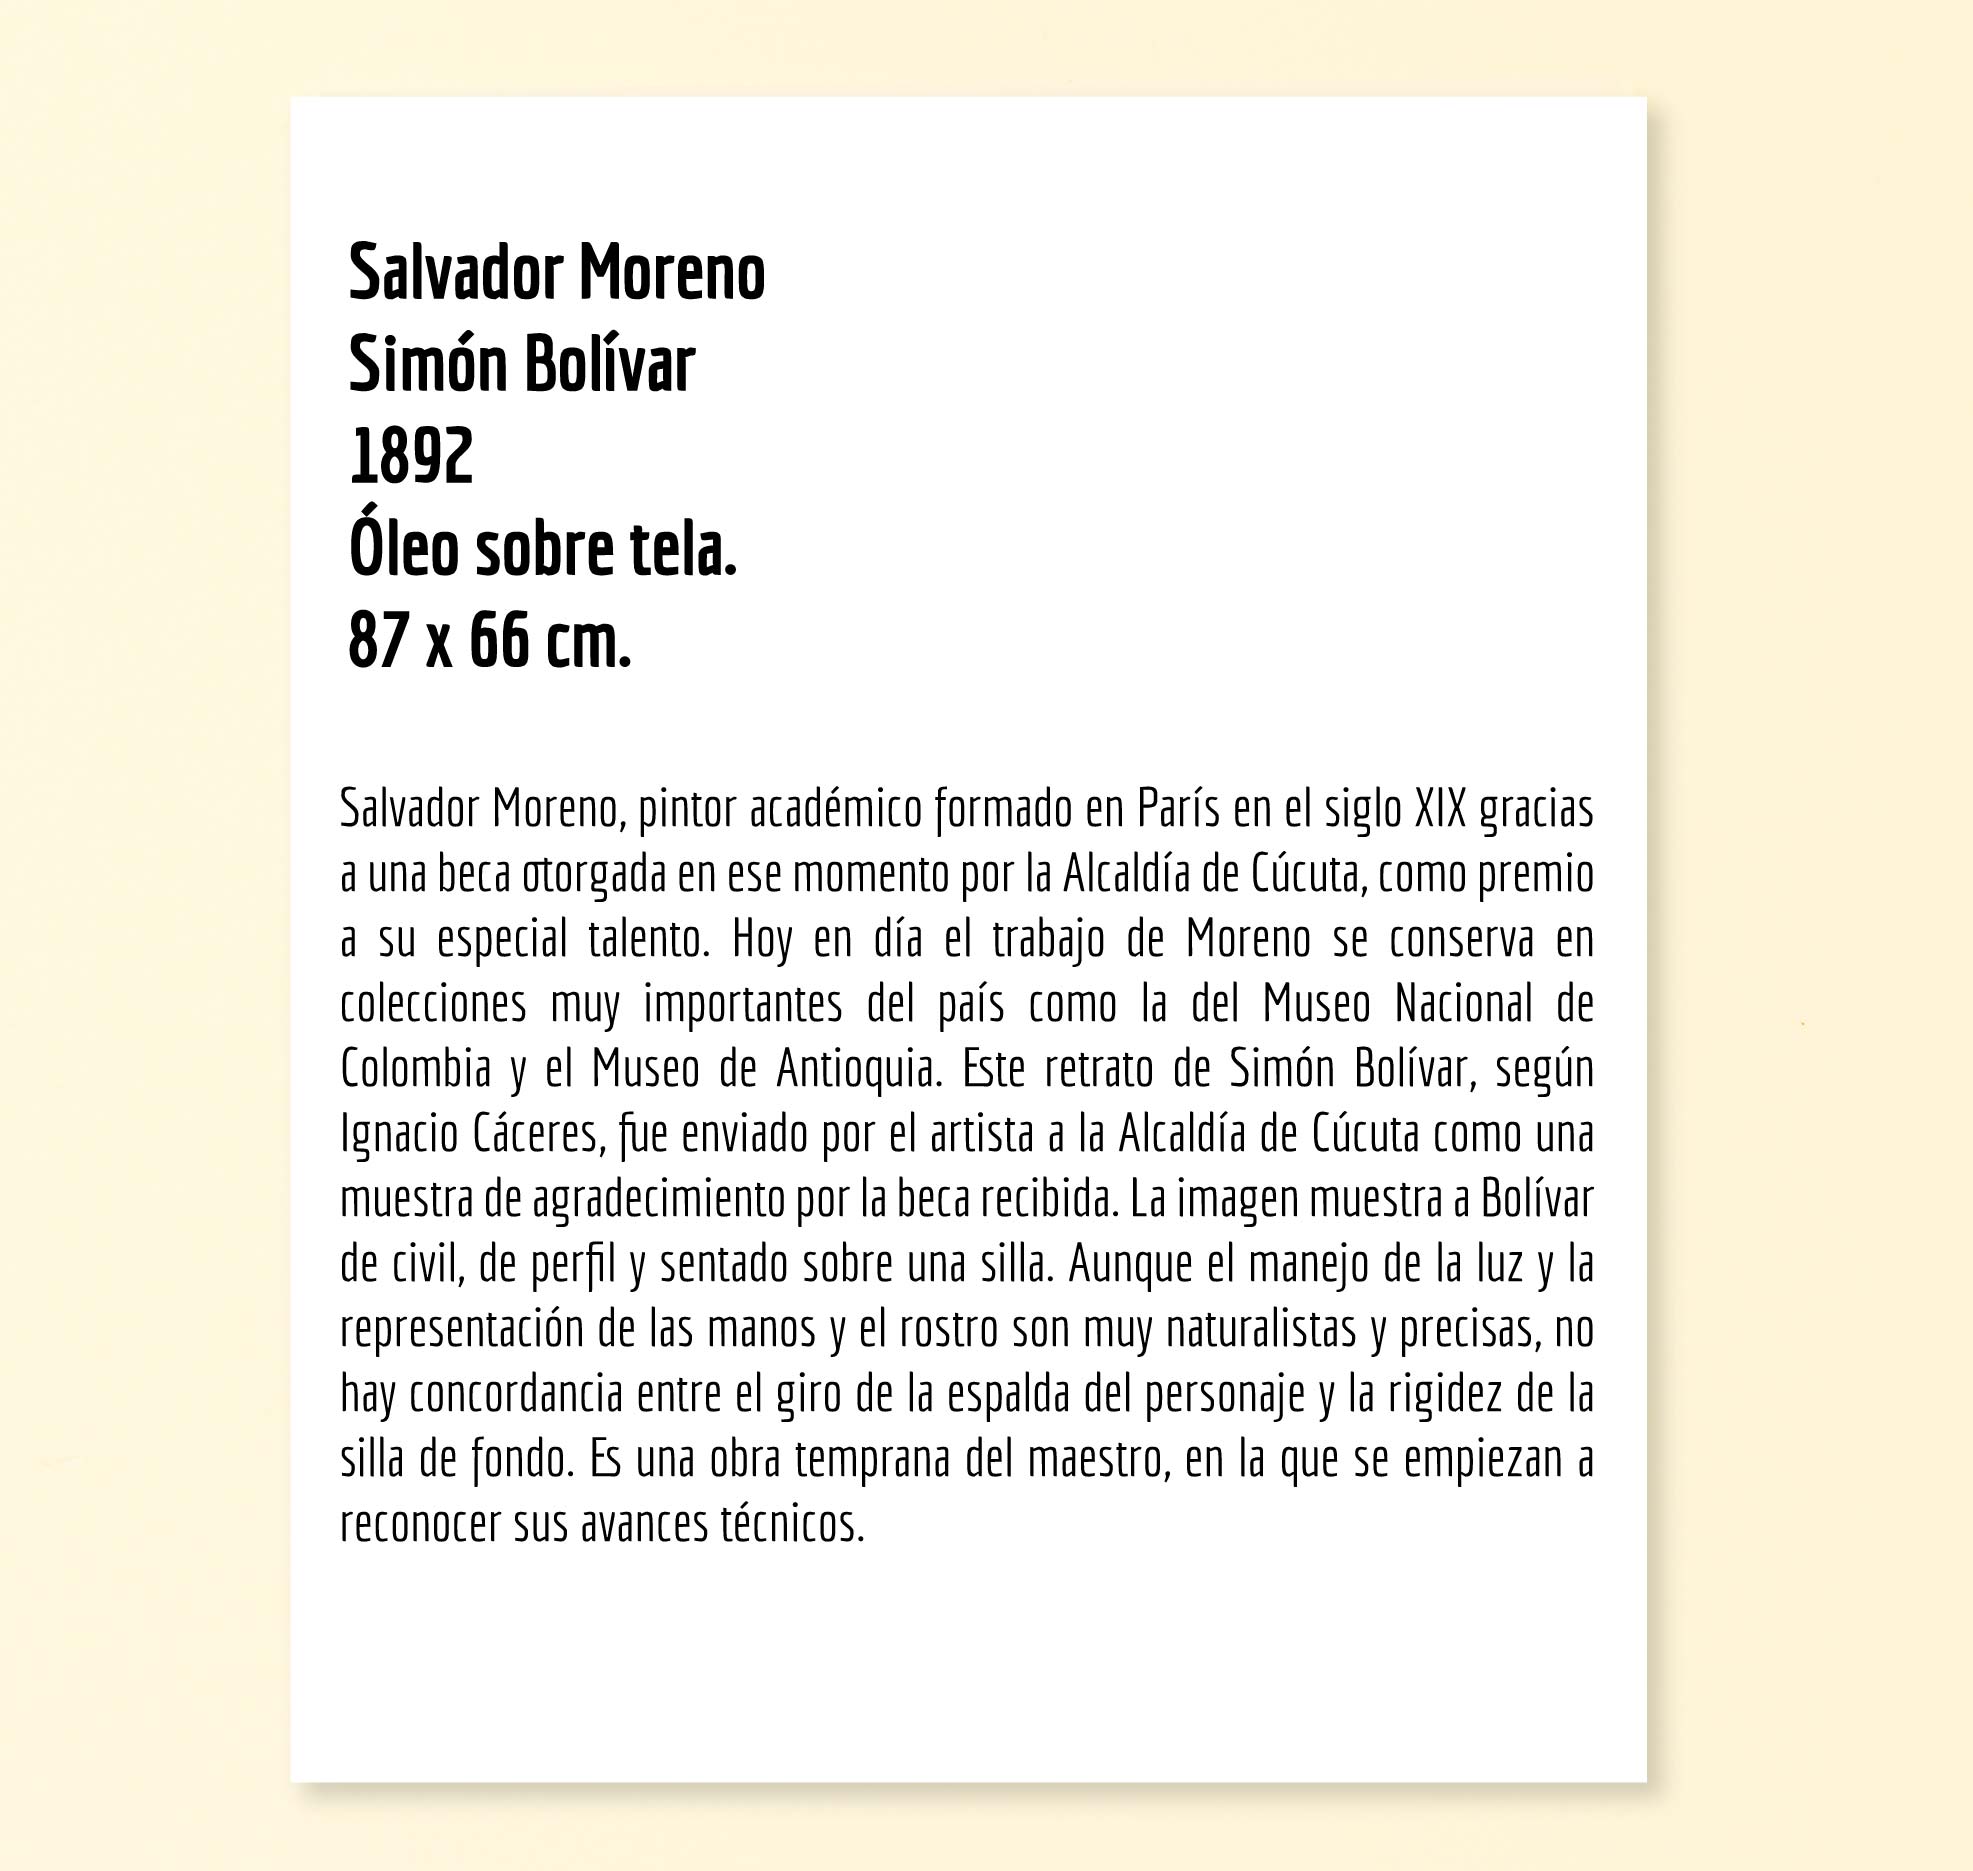 Salvador Moreno
Simón Bolívar
1892
Óleo sobre tela.
87 x 66 cm.
Salvador Moreno, pintor académico formado en París en el siglo XIX gracias
a una beca otorgada en ese momento por la Alcaldía de Cúcuta, como premio
a su especial talento. Hoy en día el trabajo de Moreno se conserva en
colecciones muy importantes del país como la del Museo Nacional de
Colombia y el Museo de Antioquia. Este retrato de Simón Bolívar, según
Ignacio Cáceres, fue enviado por el artista a la Alcaldía de Cúcuta como una
muestra de agradecimiento por la beca recibida. La imagen muestra a Bolívar
de civil, de perfil y sentado sobre una silla. Aunque el manejo de la luz y la
representación de las manos y el rostro son muy naturalistas y precisas, no
hay concordancia entre el giro de la espalda del personaje y la rigidez de la
silla de fondo. Es una obra temprana del maestro, en la que se empiezan a
reconocer sus avances técnicos.